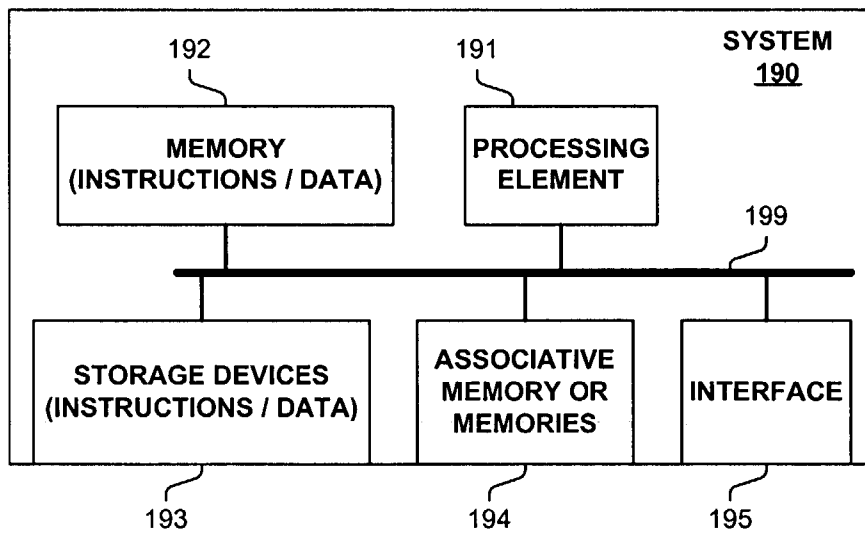 SYSTEM
190
192
191
MEMORY
(INSTRUCTIONS / DATA)
PROCESSING
ELEMENT
199
STORAGE DEVICES
(INSTRUCTIONS / DATA)
ASSOCIATIVE
MEMORY OR
MEMORIES
INTERFACE
193
194
195